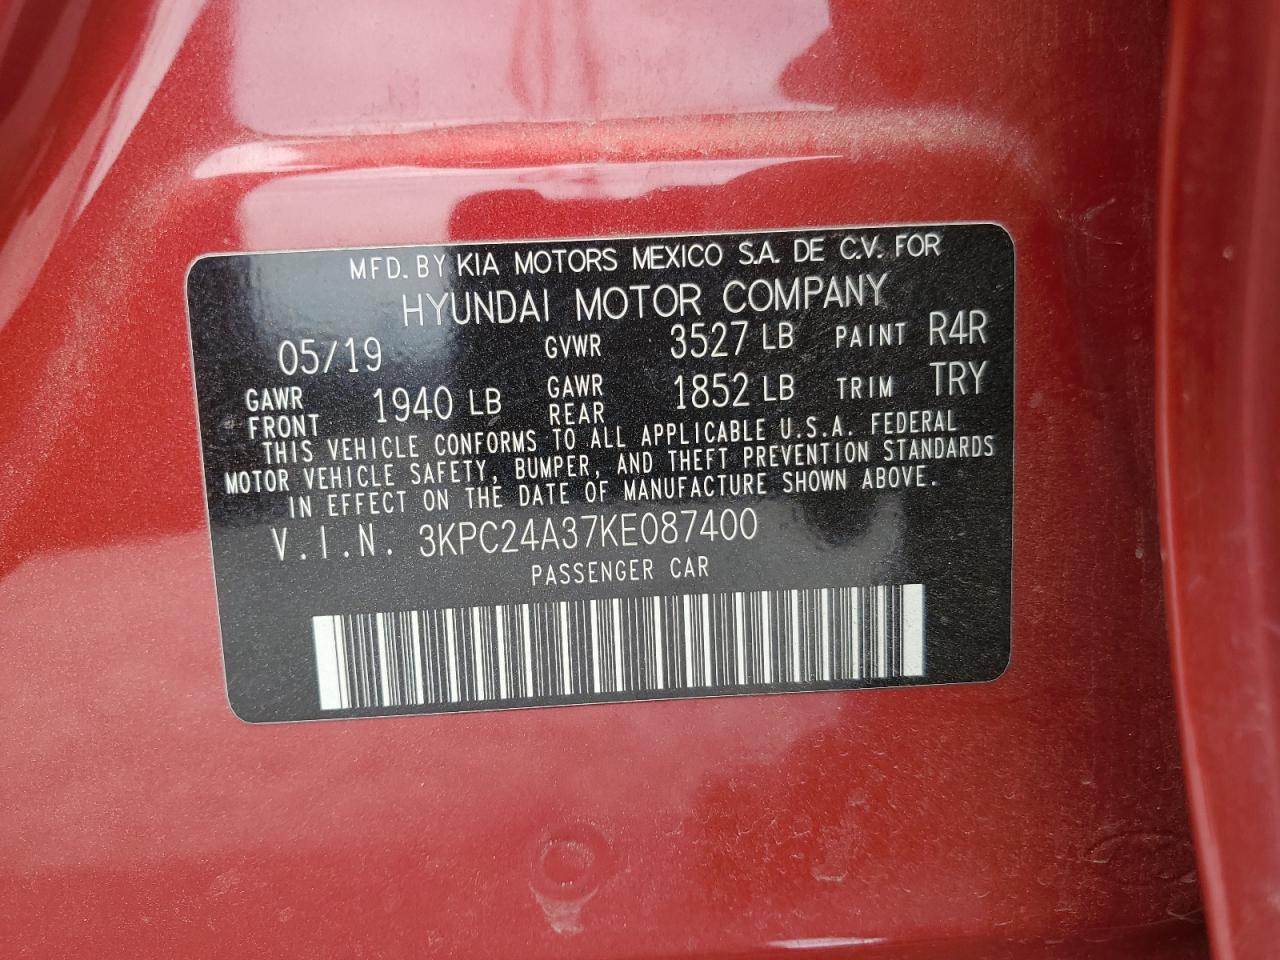 MFD. BY KIA MOTORS MEXICO S.A. DE C.V. FOR
HYUNDAI MOTOR COMPANY
05/19 GVWR 3527 LB PAINT R4R
GAWR FRONT 1940 LB GAWR REAR 1852 LB TRIM TRY
THIS VEHICLE CONFORMS TO ALL APPLICABLE U.S.A. FEDERAL
MOTOR VEHICLE SAFETY, BUMPER, AND THEFT PREVENTION STANDARDS
IN EFFECT ON THE DATE OF MANUFACTURE SHOWN ABOVE.
V.I.N. 3KPC24A37KE087400
PASSENGER CAR